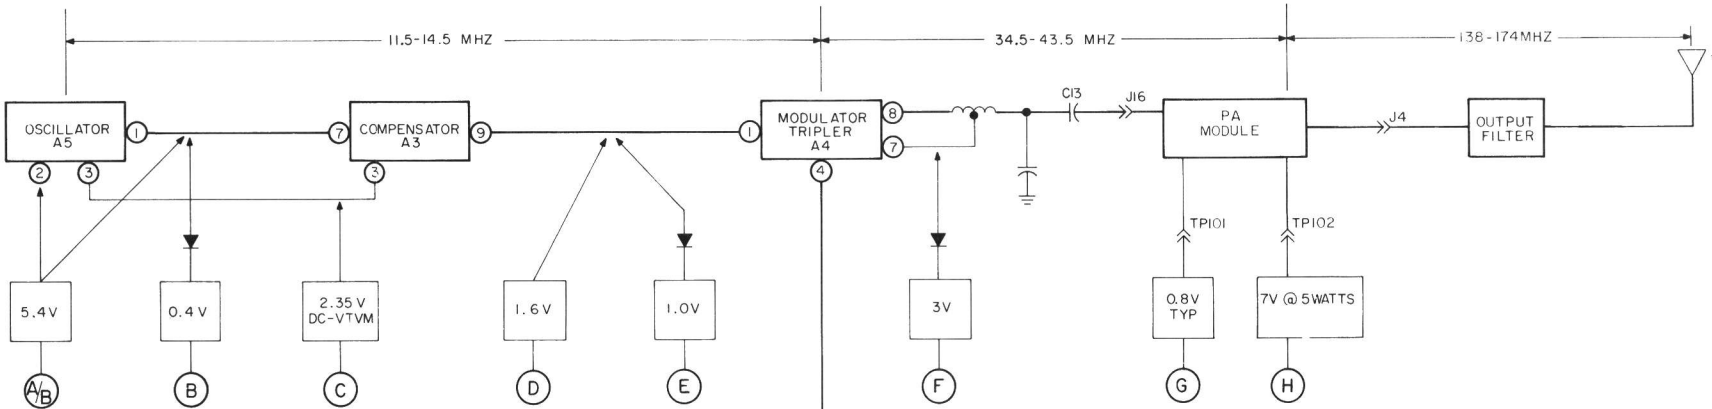 11.5-14.5 MHZ
34.5-43.5 MHZ
138-174MHZ
OSCILLATOR
A5
1
2
3
7
COMPENSATOR
A3
9
3
1
MODULATOR
TRIPLER
A4
8
7
4
C13
J16
PA
MODULE
J4
OUTPUT
FILTER
TP101
TP102
5.4V
0.4V
2.35V
DC-VTVM
1.6V
1.0V
3V
0.8V
TYP
7V @ 5WATTS
A/B
B
C
D
E
F
G
H